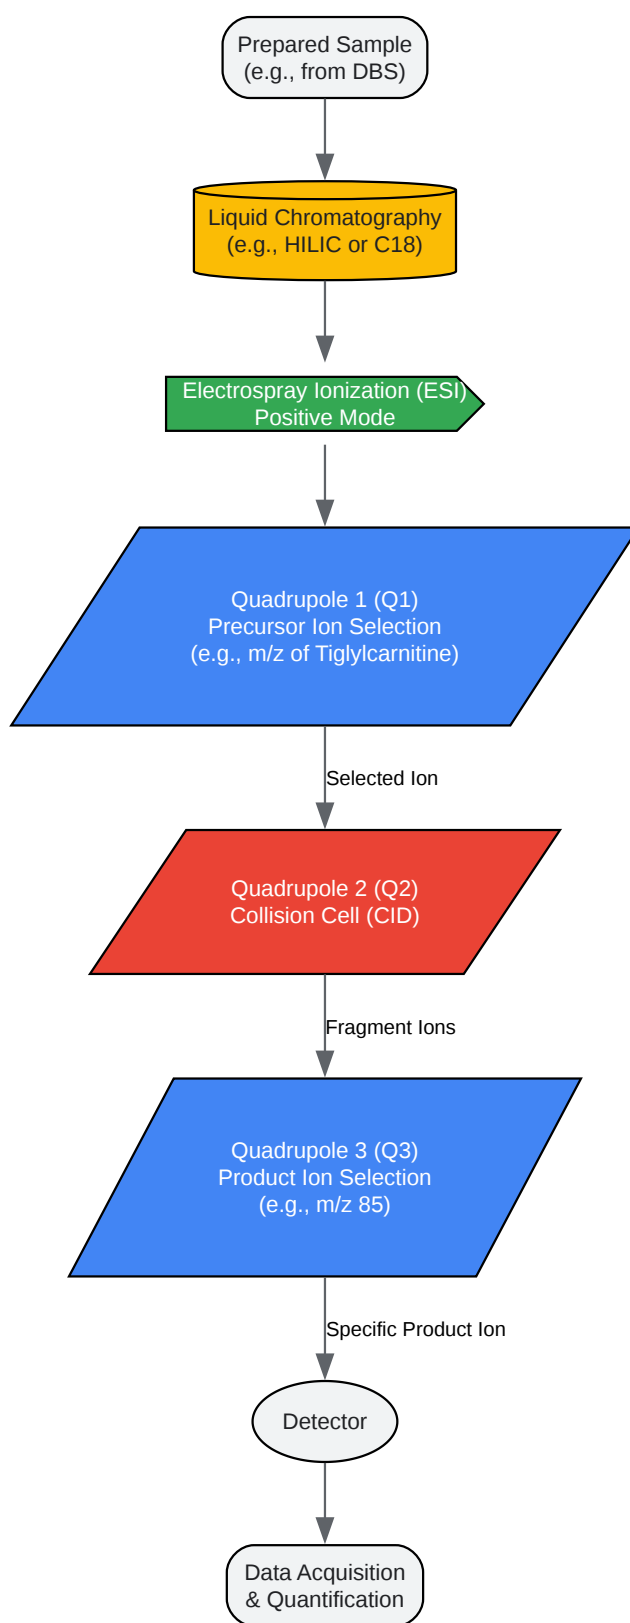 Prepared Sample
(e.g., from DBS)
Liquid Chromatography
(e.g., HILIC or C18)
Electrospray Ionization (ESI)
Positive Mode
Quadrupole 1 (Q1)
Precursor Ion Selection
(e.g., m/z of Tiglylcarnitine)
Selected Ion
Quadrupole 2 (Q2)
Collision Cell (CID)
Fragment Ions
Quadrupole 3 (Q3)
Product Ion Selection
(e.g., m/z 85)
Specific Product Ion
Detector
Data Acquisition
& Quantification